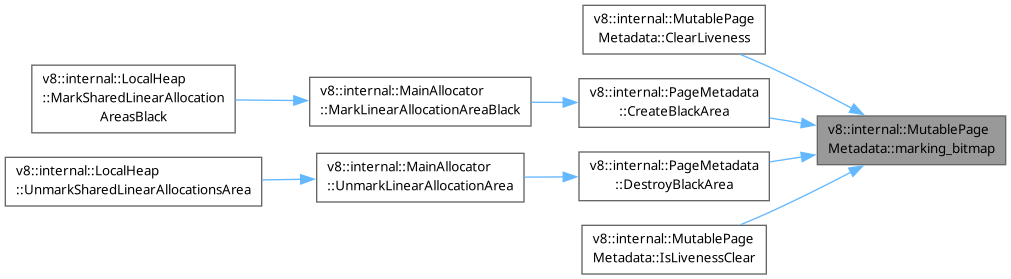 v8::internal::MutablePage
Metadata::ClearLiveness
v8::internal::LocalHeap
::MarkSharedLinearAllocation
AreasBlack
v8::internal::MainAllocator
::MarkLinearAllocationAreaBlack
v8::internal::PageMetadata
::CreateBlackArea
v8::internal::MutablePage
Metadata::marking_bitmap
v8::internal::LocalHeap
::UnmarkSharedLinearAllocationsArea
v8::internal::MainAllocator
::UnmarkLinearAllocationArea
v8::internal::PageMetadata
::DestroyBlackArea
v8::internal::MutablePage
Metadata::IsLivenessClear